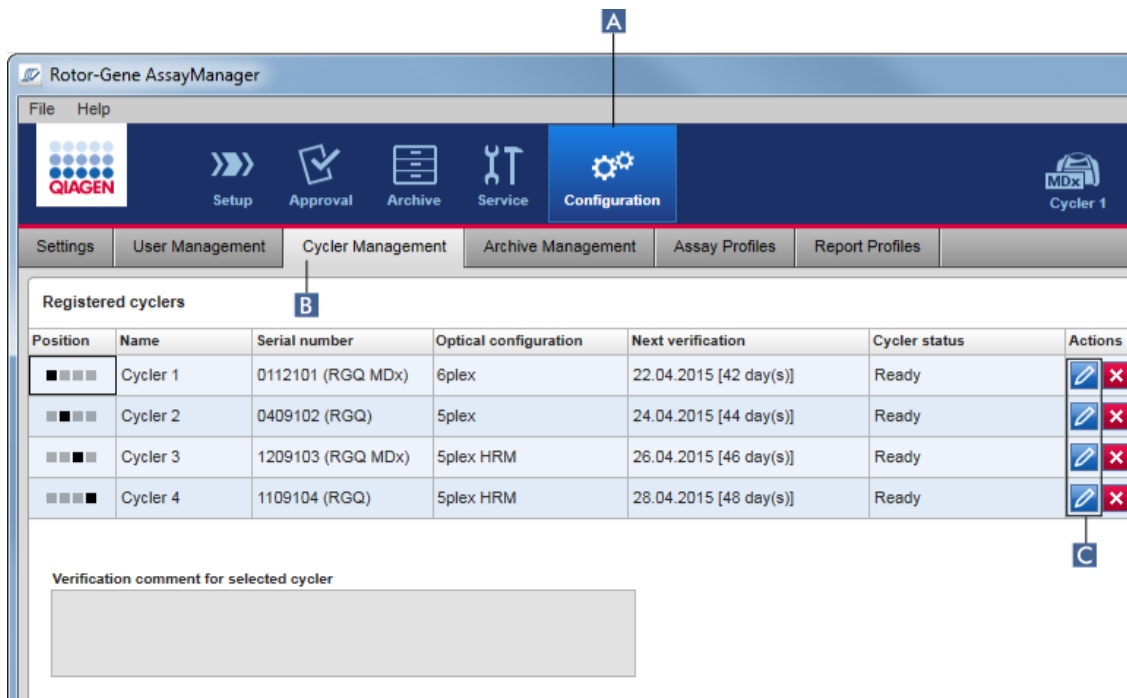 A
Rotor-Gene AssayManager
File Help
QIAGEN
Setup Approval Archive Service Configuration
MDx
Cycler 1
Settings User Management Cycler Management Archive Management Assay Profiles Report Profiles
B
Registered cyclers
Position Name Serial number Optical configuration Next verification Cycler status Actions
Cycler 1 0112101 (RGQ MDx) 6plex 22.04.2015 [42 day(s)] Ready
Cycler 2 0409102 (RGQ) 5plex 24.04.2015 [44 day(s)] Ready
Cycler 3 1209103 (RGQ MDx) 5plex HRM 26.04.2015 [46 day(s)] Ready
Cycler 4 1109104 (RGQ) 5plex HRM 28.04.2015 [48 day(s)] Ready
C
Verification comment for selected cycler